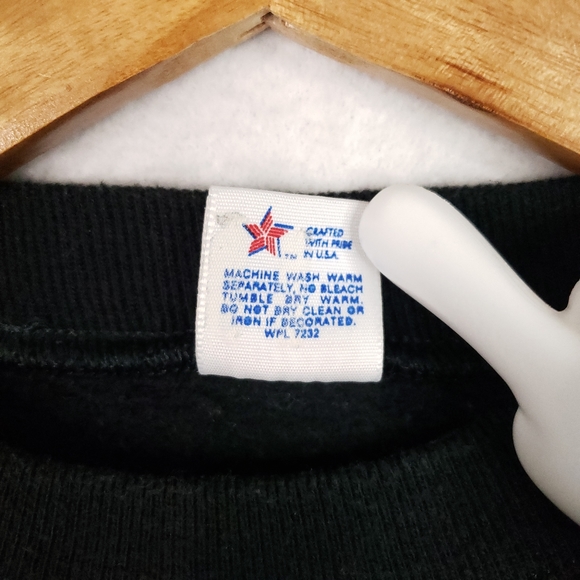 CRAFTED
WITH PRIDE
IN U.S.A.
TM
MACHINE WASH WARM
SEPARATELY, NO BLEACH
TUMBLE DRY WARM.
DO NOT DRY CLEAN OR
IRON IF DECORATED.
WPL 7232